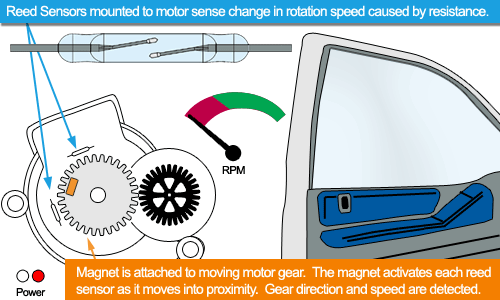 Reed Sensors mounted to motor sense change in rotation speed caused by resistance.
RPM
Magnet is attached to moving motor gear. The magnet activates each reed
sensor as it moves into proximity. Gear direction and speed are detected.
Power